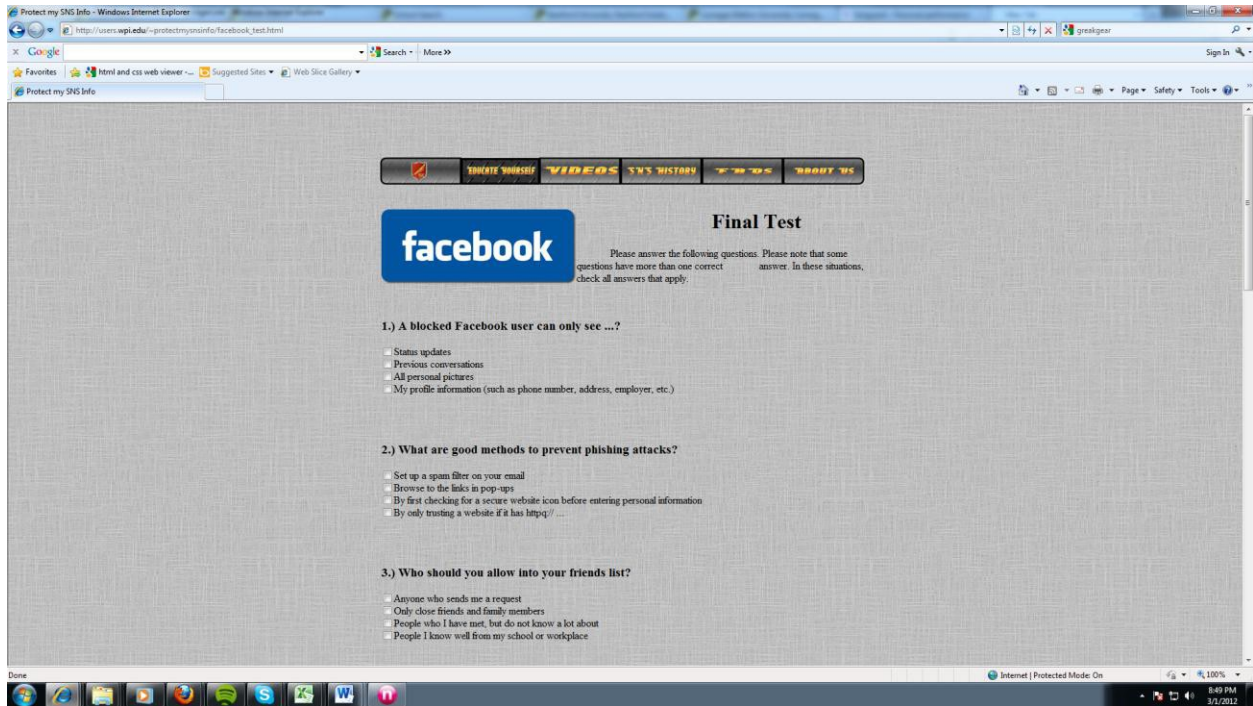 Protect my SNS Info - Windows Internet Explorer
http://users.wpi.edu/~protectmysnsinfo/facebook_test.html
greakgear
Google
Search
More >>
Sign In
Favorites
html and css web viewer -...
Suggested Sites
Web Slice Gallery
Protect my SNS Info
Page
Safety
Tools
EDUCATE YOURSELF
VIDEOS
SNS HISTORY
ABOUT US
facebook
Final Test
Please answer the following questions. Please note that some
questions have more than one correct answer. In these situations,
check all answers that apply.
1.) A blocked Facebook user can only see ...?
Status updates
Previous conversations
All personal pictures
My profile information (such as phone number, address, employer, etc.)
2.) What are good methods to prevent phishing attacks?
Set up a spam filter on your email
Browse to the links in pop-ups
By first checking for a secure website icon before entering personal information
By only trusting a website if it has httpq:// ...
3.) Who should you allow into your friends list?
Anyone who sends me a request
Only close friends and family members
People who I have met, but do not know a lot about
People I know well from my school or workplace
Done
Internet | Protected Mode: On
100%
8:49 PM
3/1/2012